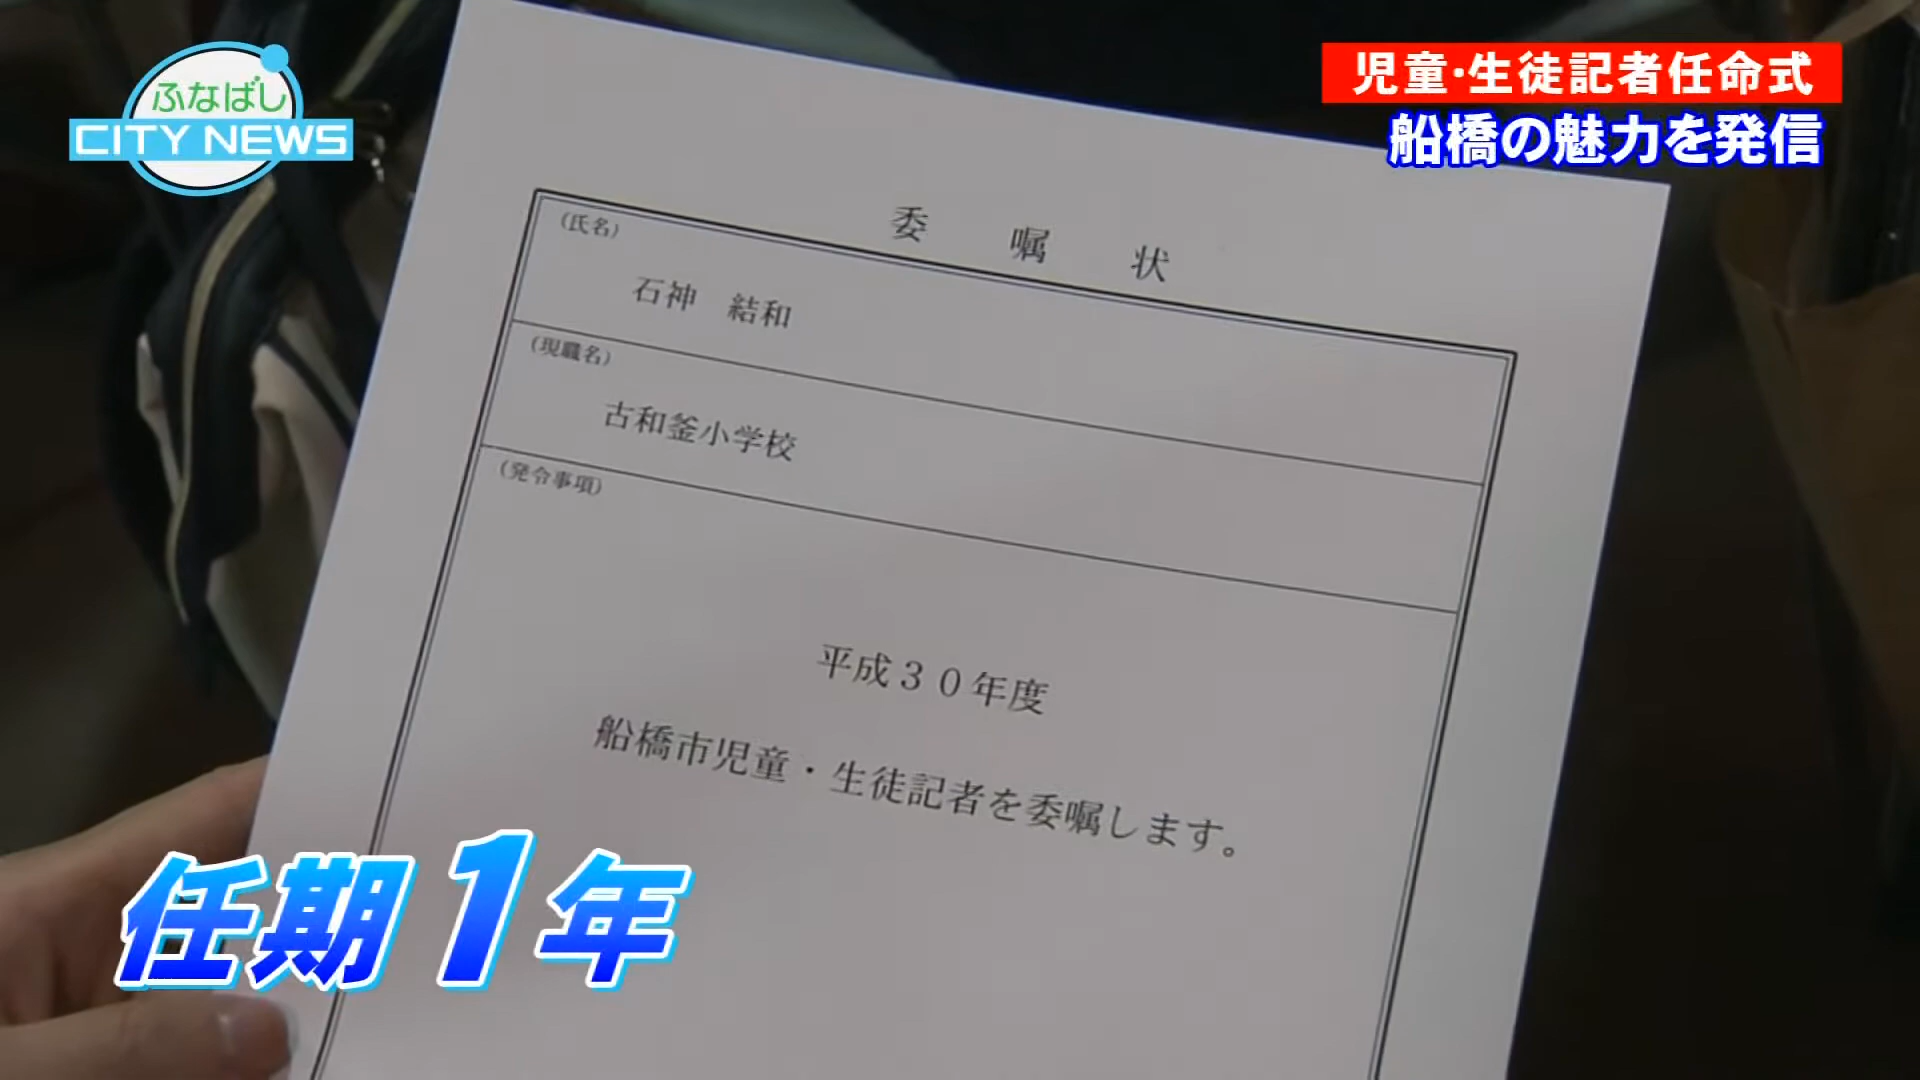 ふなばし
CITY NEWS
児童・生徒記者任命式
船橋の魅力を発信
委嘱状
(氏名)
石神 結和
(現職名)
古和釜小学校
(発令事項)
平成30年度
船橋市児童・生徒記者を委嘱します。
任期1年